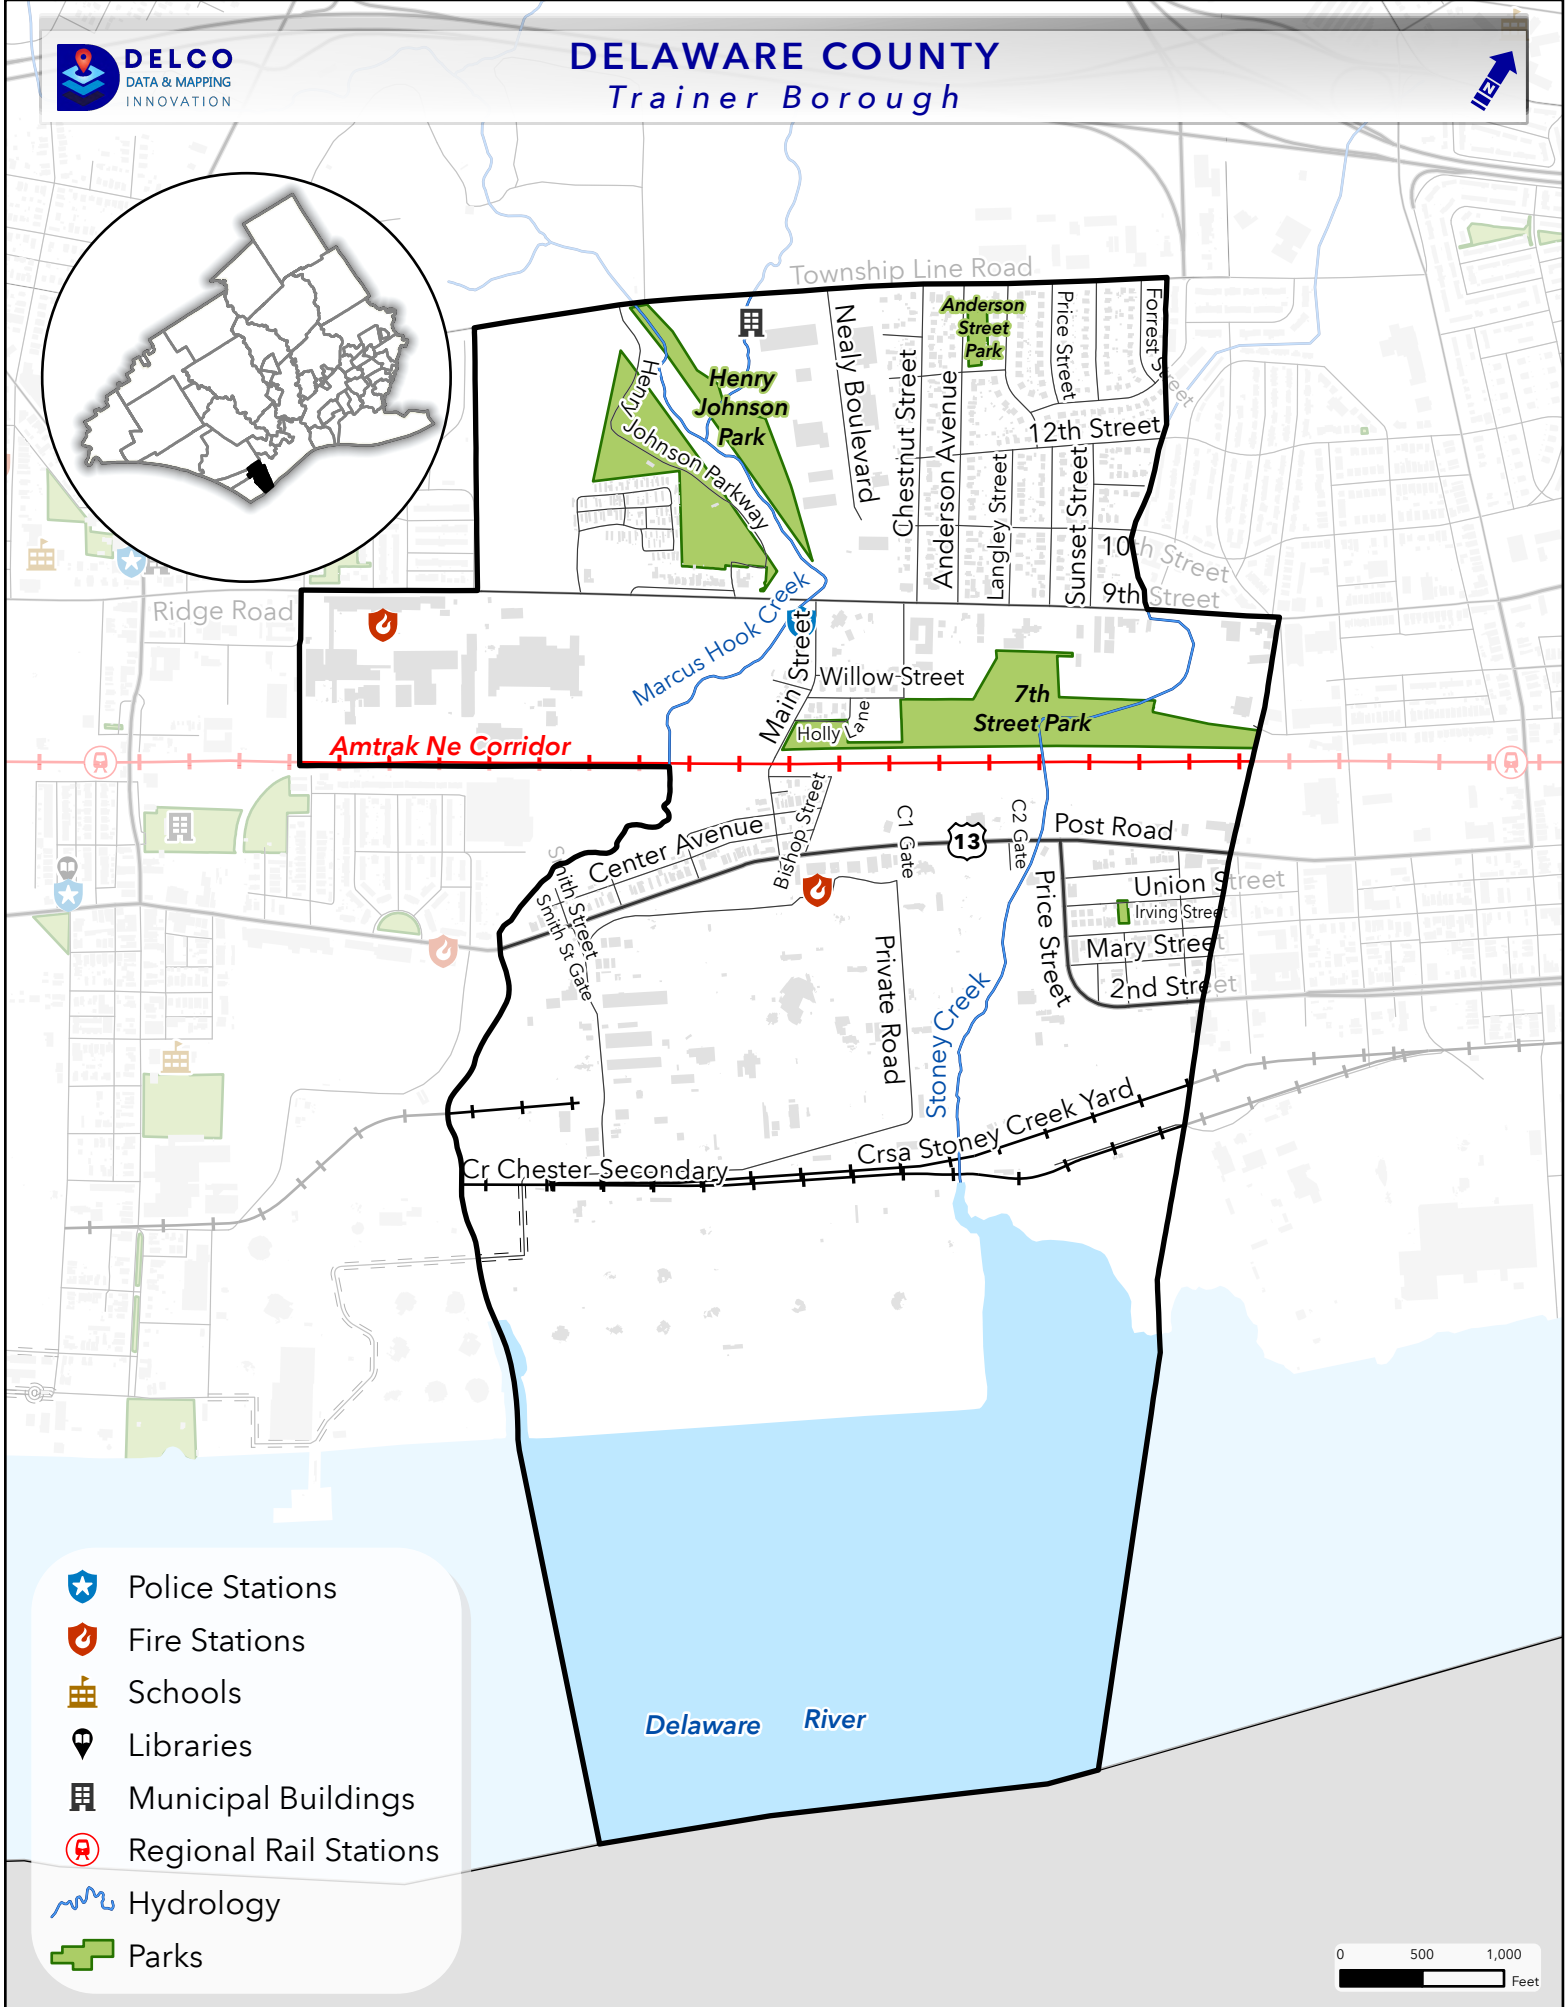 DELCO
DATA & MAPPING
INNOVATION
DELAWARE COUNTY
Trainer Borough
N
Township Line Road
Nealy Boulevard
Chestnut Street
Anderson Avenue
Anderson
Street
Park
Price Street
Forrest Street
Henry
Johnson
Park
Henry Johnson Parkway
12th Street
Langley Street
Sunset Street
10th Street
9th Street
Ridge Road
Marcus Hook Creek
Main Street
Willow Street
Holly Lane
7th
Street Park
Amtrak Ne Corridor
Bishop Street
Center Avenue
C1 Gate
13
C2 Gate
Post Road
Smith Street
Smith St Gate
Price Street
Union Street
Irving Street
Mary Street
2nd Street
Private Road
Stoney Creek
Crsa Stoney Creek Yard
Cr Chester Secondary
Delaware River
Police Stations
Fire Stations
Schools
Libraries
Municipal Buildings
Regional Rail Stations
Hydrology
Parks
0 500 1,000
Feet